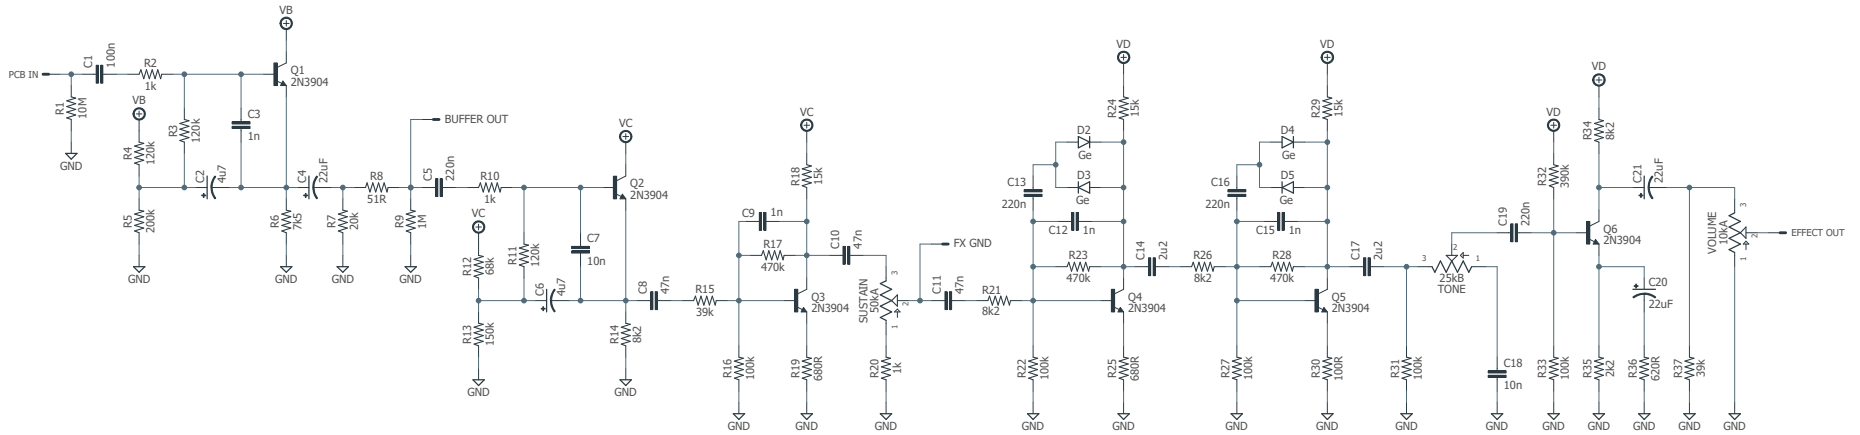 PCB IN
R1
10M
GND
C1
100n
R2
1k
VB
R4
120k
R5
200k
GND
R3
120k
C2
4u7
C3
1n
VB
Q1
2N3904
R6
7k5
GND
C4
22uF
R7
20k
GND
R8
51R
BUFFER OUT
R9
1M
GND
C5
220n
R10
1k
VC
R12
68k
R13
150k
GND
R11
120k
C6
4u7
C7
10n
VC
Q2
2N3904
R14
8k2
GND
C8
47n
R15
39k
R16
100k
GND
C9
1n
R17
470k
VC
R18
15k
Q3
2N3904
R19
680R
GND
C10
47n
SUSTAIN
50kA
3
2
1
R20
1k
GND
FX GND
C11
47n
R21
8k2
R22
100k
GND
C13
220n
D2
Ge
D3
Ge
C12
1n
R23
470k
VD
R24
15k
Q4
2N3904
R25
680R
GND
C14
2u2
R26
8k2
R27
100k
GND
C16
220n
D4
Ge
D5
Ge
C15
1n
R28
470k
VD
R29
15k
Q5
2N3904
R30
100R
GND
C17
2u2
R31
100k
GND
3
2
1
25kB
TONE
C18
10n
GND
C19
220n
VD
R32
390k
R33
100k
GND
VD
R34
8k2
Q6
2N3904
R35
2k2
GND
C20
22uF
R36
620R
GND
C21
22uF
R37
39k
GND
VOLUME
10kA
3
2
1
GND
EFFECT OUT